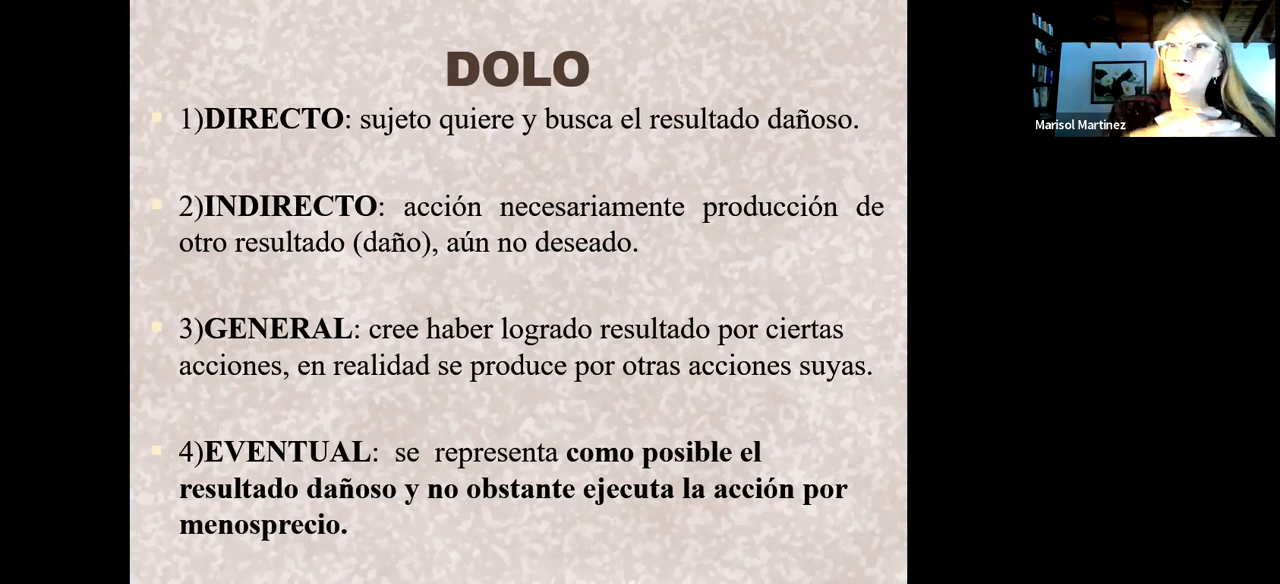 DOLO
1)DIRECTO: sujeto quiere y busca el resultado dañoso.
2)INDIRECTO: acción necesariamente producción de
otro resultado (daño), aún no deseado.
3)GENERAL: cree haber logrado resultado por ciertas
acciones, en realidad se produce por otras acciones suyas.
4)EVENTUAL: se representa como posible el
resultado dañoso y no obstante ejecuta la acción por
menosprecio.
Marisol Martinez